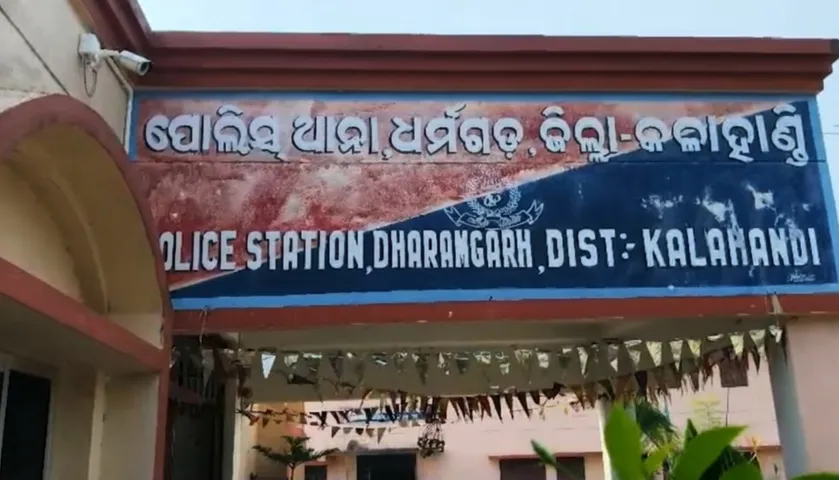 ପୋଲିସ୍ ଥାନା, ଧର୍ମଗଡ଼, ଜିଲ୍ଲା-କଳାହାଣ୍ଡି
OLICE STATION, DHARAMGARH, DIST:- KALAHANDI